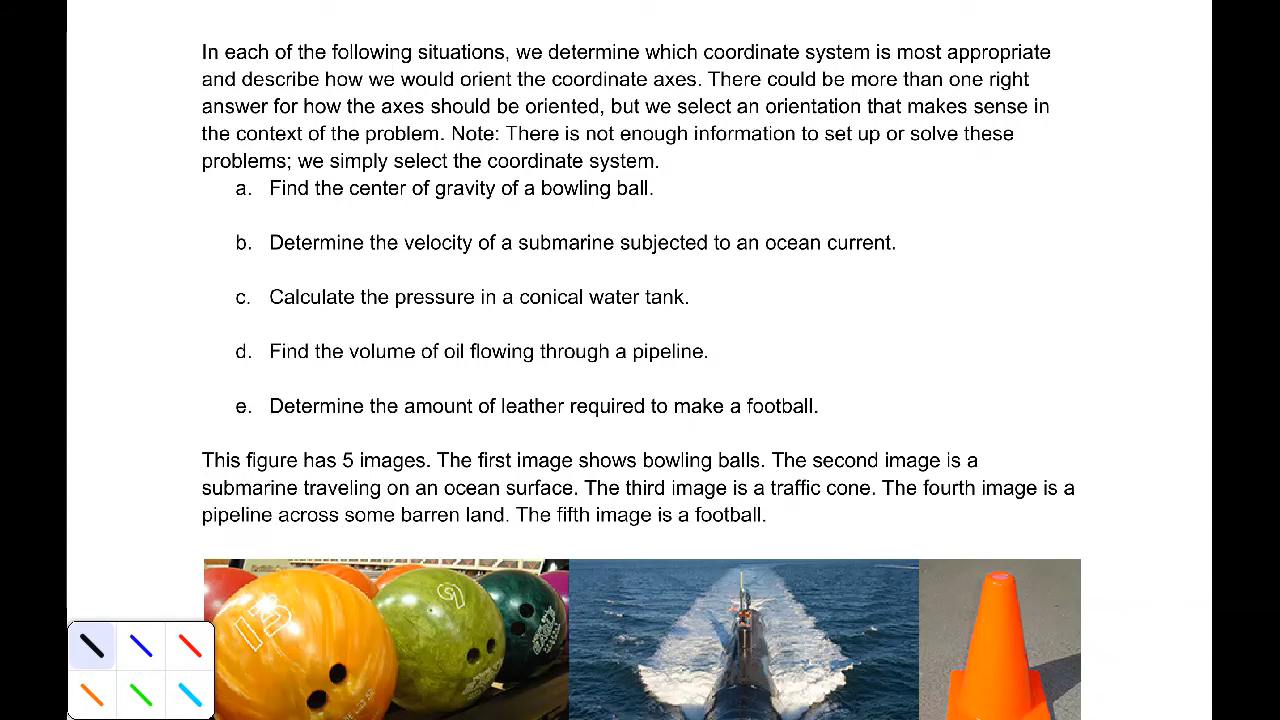 In each of the following situations, we determine which coordinate system is most appropriate
and describe how we would orient the coordinate axes. There could be more than one right
answer for how the axes should be oriented, but we select an orientation that makes sense in
the context of the problem. Note: There is not enough information to set up or solve these
problems; we simply select the coordinate system.
a. Find the center of gravity of a bowling ball.
b. Determine the velocity of a submarine subjected to an ocean current.
c. Calculate the pressure in a conical water tank.
d. Find the volume of oil flowing through a pipeline.
e. Determine the amount of leather required to make a football.
This figure has 5 images. The first image shows bowling balls. The second image is a
submarine traveling on an ocean surface. The third image is a traffic cone. The fourth image is a
pipeline across some barren land. The fifth image is a football.
13
9